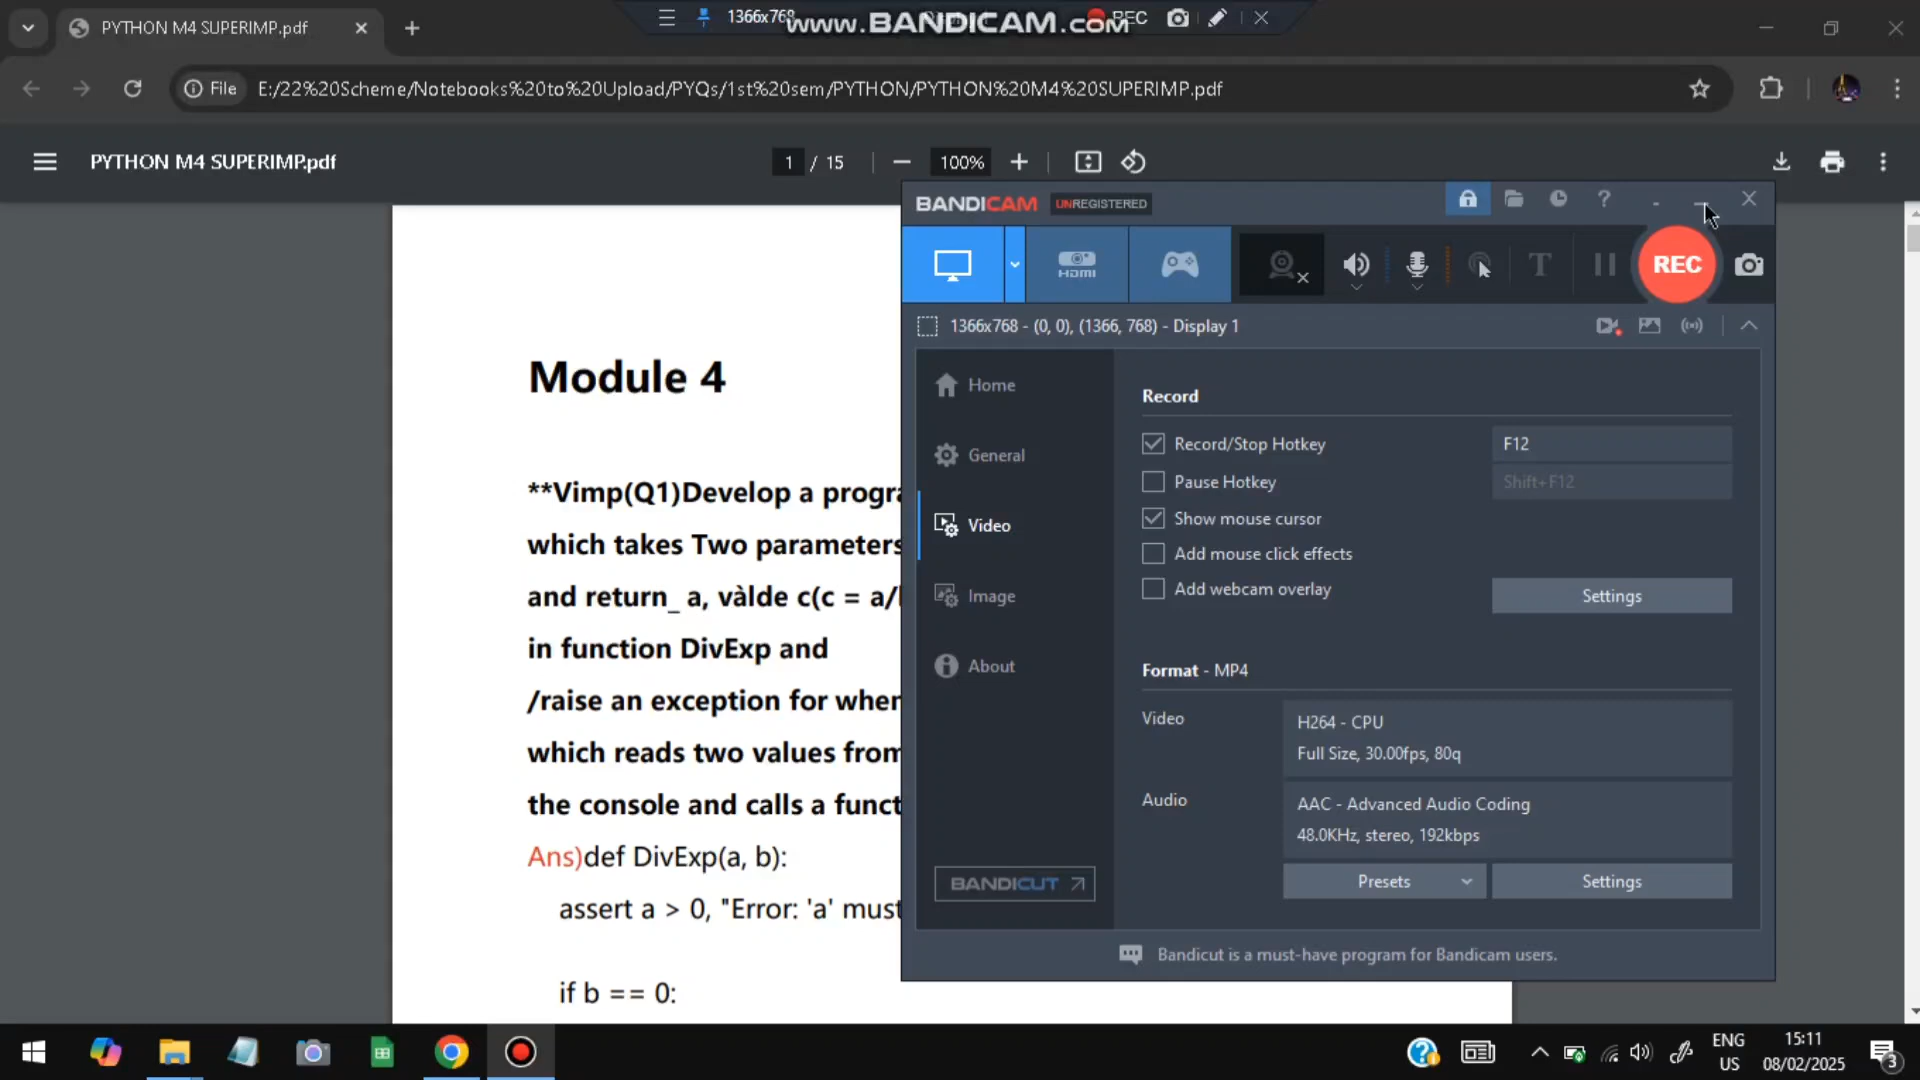 PYTHON M4 SUPERIMP.pdf
1366x768
www.BANDICAM.com
REC
File
E:/22%20Scheme/Notebooks%20to%20Upload/PYQs/1st%20sem/PYTHON/PYTHON%20M4%20SUPERIMP.pdf
PYTHON M4 SUPERIMP.pdf
1 / 15
100%
BANDICAM UNREGISTERED
HDMI
T
REC
1366x768 - (0, 0), (1366, 768) - Display 1
Home
General
Video
Image
About
BANDICUT
Record
Record/Stop Hotkey F12
Pause Hotkey Shift+F12
Show mouse cursor
Add mouse click effects
Add webcam overlay
Settings
Format - MP4
Video
H264 - CPU
Full Size, 30.00fps, 80q
Audio
AAC - Advanced Audio Coding
48.0KHz, stereo, 192kbps
Presets
Settings
Bandicut is a must-have program for Bandicam users.
Module 4
**Vimp(Q1)Develop a progra
which takes Two parameters
and return_ a, vàlde c(c = a/
in function DivExp and
/raise an exception for when
which reads two values from
the console and calls a funct
Ans)def DivExp(a, b):
assert a > 0, "Error: 'a' must
if b == 0:
ENG
US
15:11
08/02/2025
3